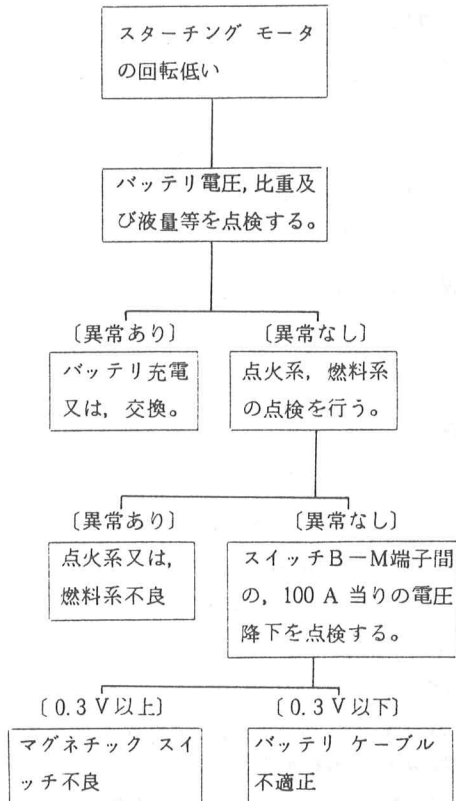 スターチング モータ
の回転低い
バッテリ電圧,比重及
び液量等を点検する。
〔異常あり〕
〔異常なし〕
バッテリ充電
又は,交換。
点火系,燃料系
の点検を行う。
〔異常あり〕
〔異常なし〕
点火系又は,
燃料系不良
スイッチB-M端子間
の,100 A 当りの電圧
降下を点検する。
〔0.3 V以上〕
〔0.3 V以下〕
マグネチック スイ
ッチ不良
バッテリ ケーブル
不適正